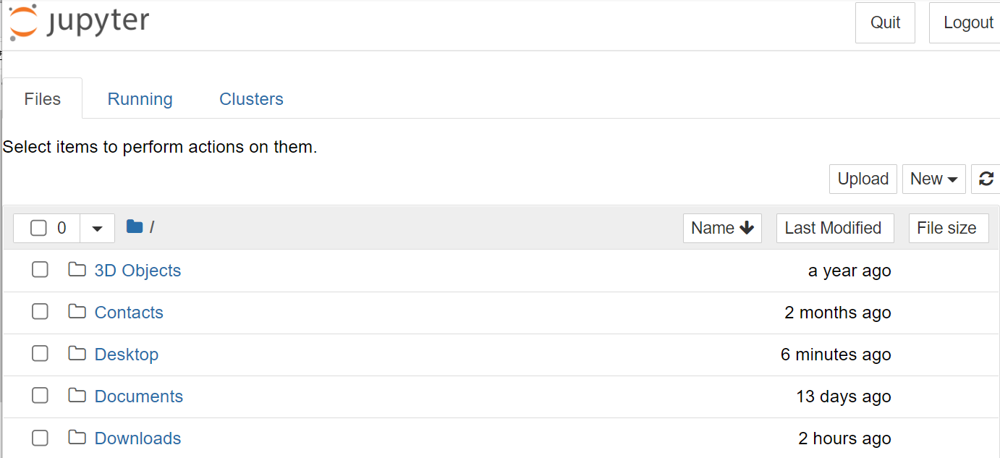 jupyter
Quit
Logout
Files
Running
Clusters
Select items to perform actions on them.
Upload
New
0
/
Name
Last Modified
File size
3D Objects
a year ago
Contacts
2 months ago
Desktop
6 minutes ago
Documents
13 days ago
Downloads
2 hours ago